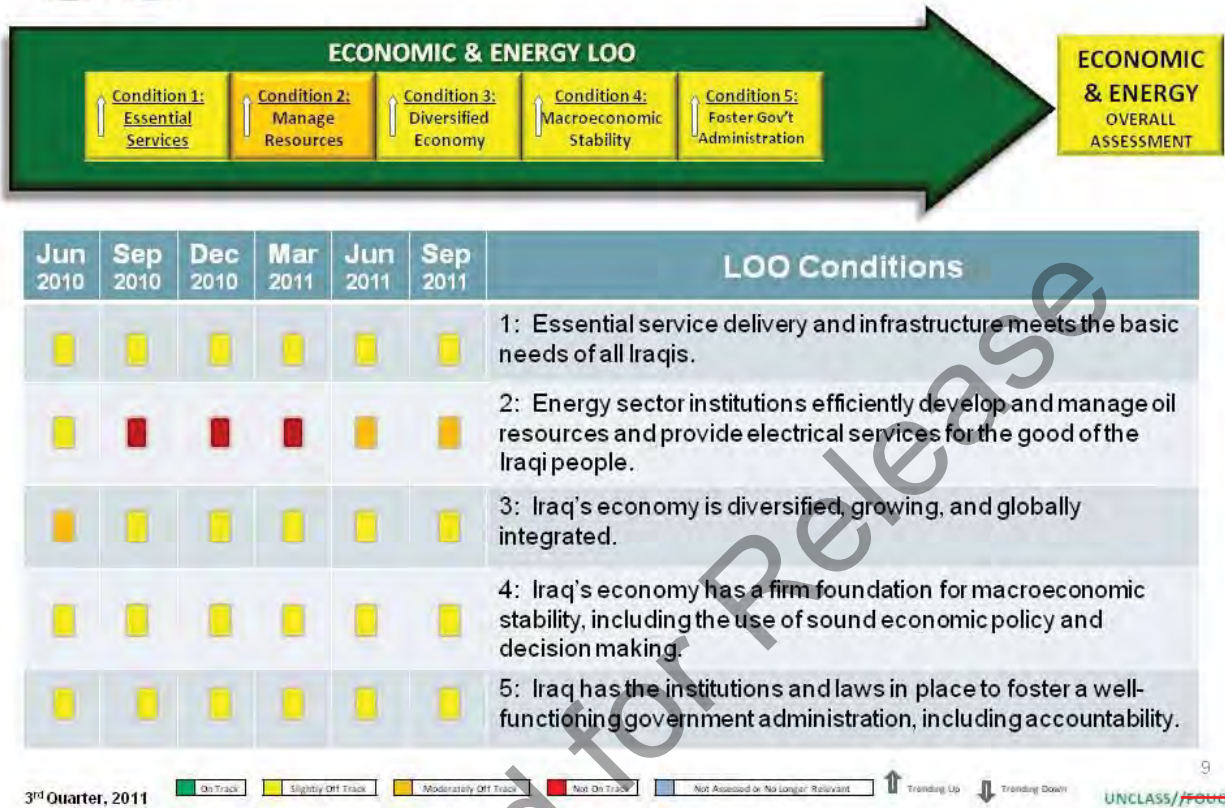 ECONOMIC & ENERGY LOO
Condition 1:
Essential
Services
Condition 2:
Manage
Resources
Condition 3:
Diversified
Economy
Condition 4:
Macroeconomic
Stability
Condition 5:
Foster Gov't
Administration
ECONOMIC
& ENERGY
OVERALL
ASSESSMENT
Jun 2010
Sep 2010
Dec 2010
Mar 2011
Jun 2011
Sep 2011
LOO Conditions
1: Essential service delivery and infrastructure meets the basic
needs of all Iraqis.
2: Energy sector institutions efficiently develop and manage oil
resources and provide electrical services for the good of the
Iraqi people.
3: Iraq's economy is diversified, growing, and globally
integrated.
4: Iraq's economy has a firm foundation for macroeconomic
stability, including the use of sound economic policy and
decision making.
5: Iraq has the institutions and laws in place to foster a well-
functioning government administration, including accountability.
for Release
9
3rd Quarter, 2011
On Track
Slightly Off Track
Moderately Off Track
Not On Track
Not Assessed or No Longer Relevant
Trending Up
Trending Down
UNCLASS//FOUO